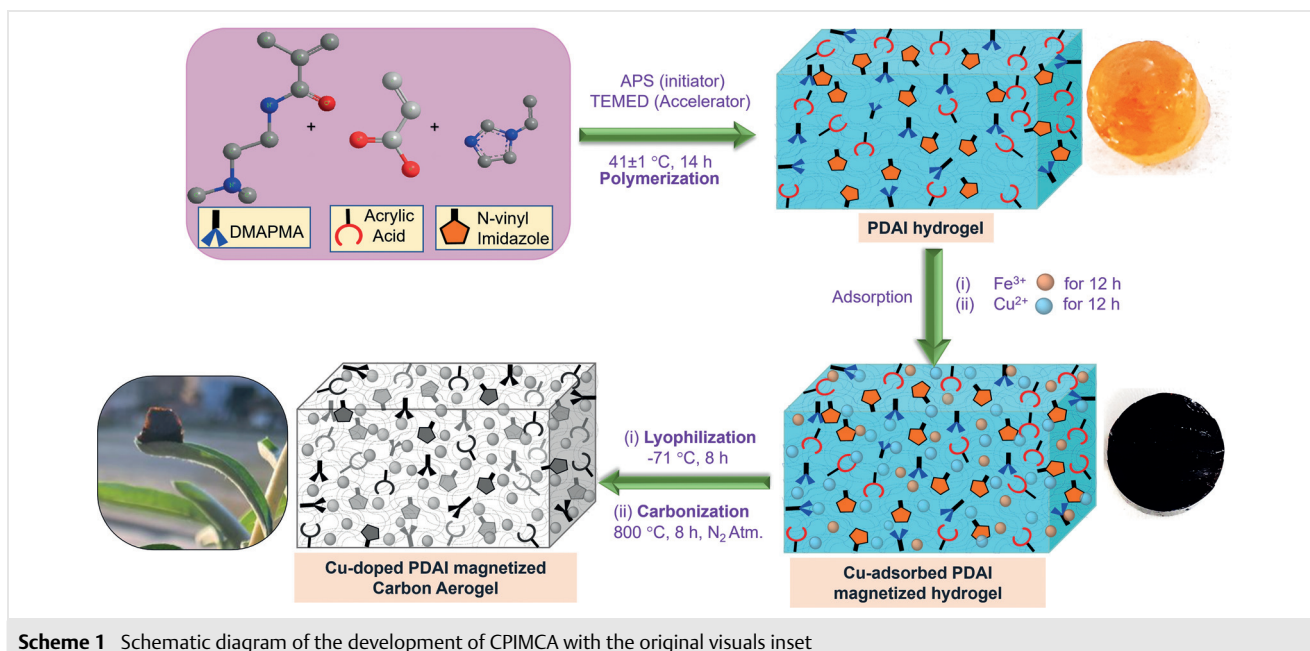 APS (initiator)
TEMED (Accelerator)
41±1 °C, 14 h
Polymerization
+
+
DMAPMA
Acrylic
Acid
N-vinyl
Imidazole
PDAI hydrogel
Adsorption
(i) Fe³⁺ for 12 h
(ii) Cu²⁺ for 12 h
(i) Lyophilization
-71 °C, 8 h
(ii) Carbonization
800 °C, 8 h, N₂ Atm.
Cu-doped PDAI magnetized
Carbon Aerogel
Cu-adsorbed PDAI
magnetized hydrogel
Scheme 1 Schematic diagram of the development of CPIMCA with the original visuals inset